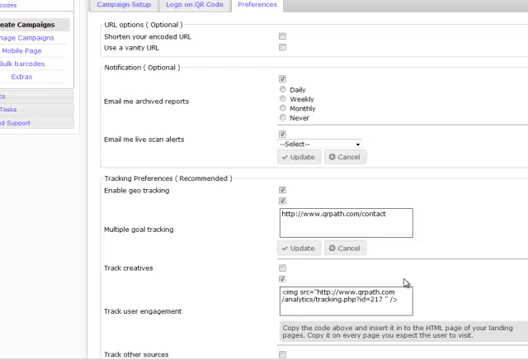 codes
Campaign Setup
Logo on QR Code
Preferences
eate Campaigns
nage Campaigns
Mobile Page
Bulk barcodes
Extras
cs
Tasks
nd Support
URL options ( Optional )
Shorten your encoded URL
Use a vanity URL
Notification ( Optional )
Email me archived reports
Daily
Weekly
Monthly
Never
Email me live scan alerts
--Select--
Update
Cancel
Tracking Preferences ( Recommended )
Enable geo tracking
Multiple goal tracking
http://www.qrpath.com/contact
Update
Cancel
Track creatives
Track user engagement
<img src="http://www.qrpath.com
/analytics/tracking.php?id=217 " />
Copy the code above and insert it in to the HTML page of your landing
pages. Copy it on every page you expect the user to visit.
Track other sources